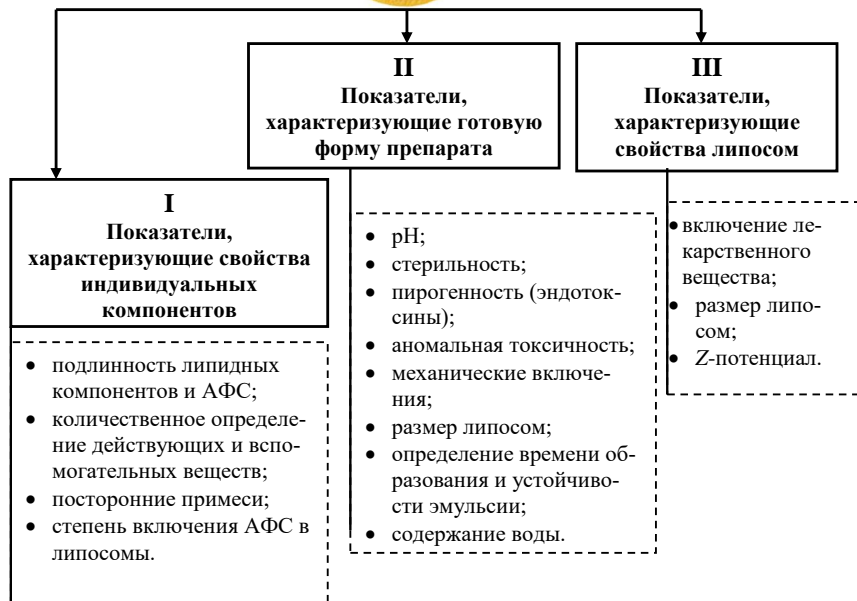 I
Показатели,
характеризующие свойства
индивидуальных
компонентов
• подлинность липидных
компонентов и АФС;
• количественное определе-
ние действующих и вспо-
могательных веществ;
• посторонние примеси;
• степень включения АФС в
липосомы.
II
Показатели,
характеризующие готовую
форму препарата
• pH;
• стерильность;
• пирогенность (эндоток-
сины);
• аномальная токсичность;
• механические включе-
ния;
• размер липосом;
• определение времени об-
разования и устойчиво-
сти эмульсии;
• содержание воды.
III
Показатели,
характеризующие
свойства липосом
• включение ле-
карственного
вещества;
• размер липо-
сом;
• Z-потенциал.